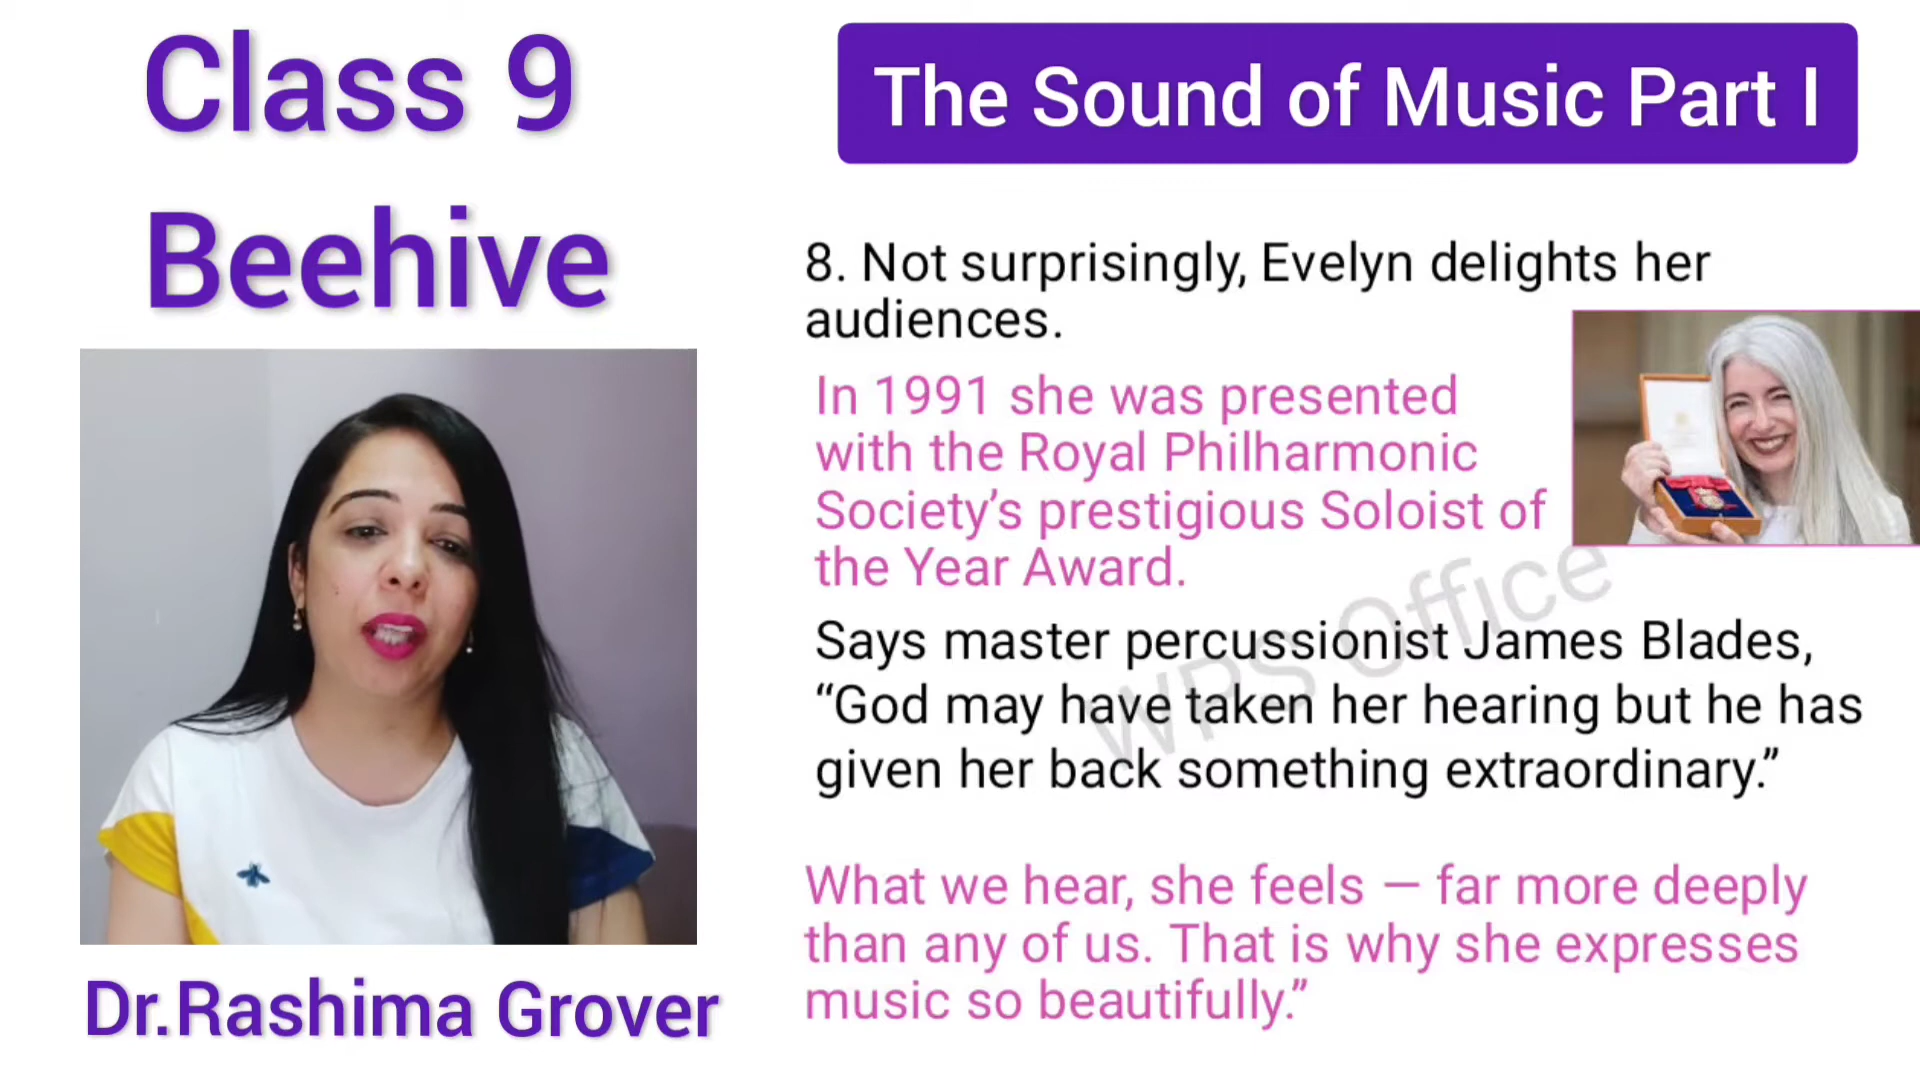 Class 9
Beehive
Dr.Rashima Grover
The Sound of Music Part I
8. Not surprisingly, Evelyn delights her
audiences.
In 1991 she was presented
with the Royal Philharmonic
Society’s prestigious Soloist of
the Year Award.
Says master percussionist James Blades,
“God may have taken her hearing but he has
given her back something extraordinary.”
What we hear, she feels — far more deeply
than any of us. That is why she expresses
music so beautifully.”
WPS Office